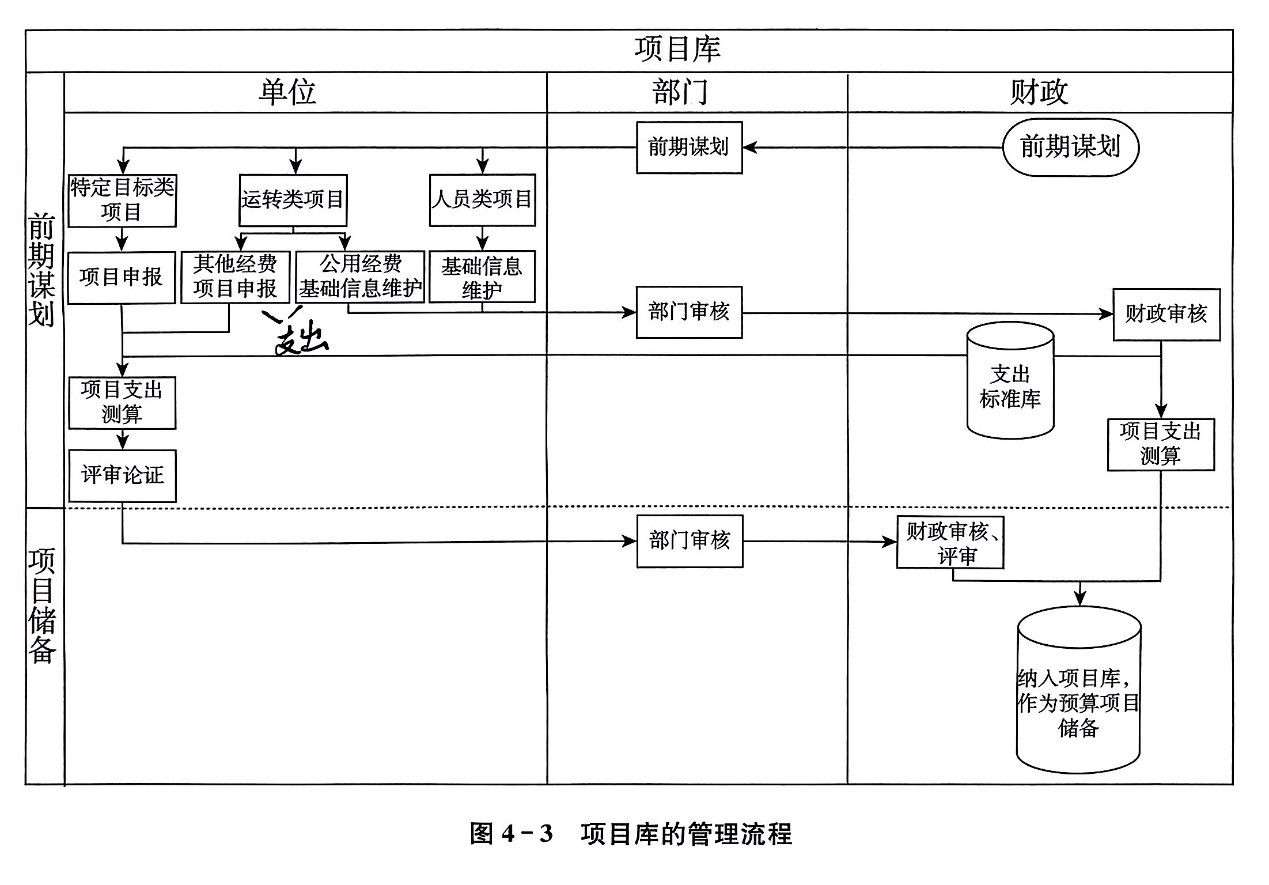 项目库
单位
部门
财政
前期谋划
前期谋划
前期谋划
特定目标类
项目
运转类项目
人员类项目
项目申报
其他经费
项目申报
公用经费
基础信息维护
基础信息
维护
部门审核
财政审核
支出
支出
标准库
项目支出
测算
项目支出
测算
评审论证
项目储备
部门审核
财政审核、
评审
纳入项目库，
作为预算项目
储备
图 4-3 项目库的管理流程